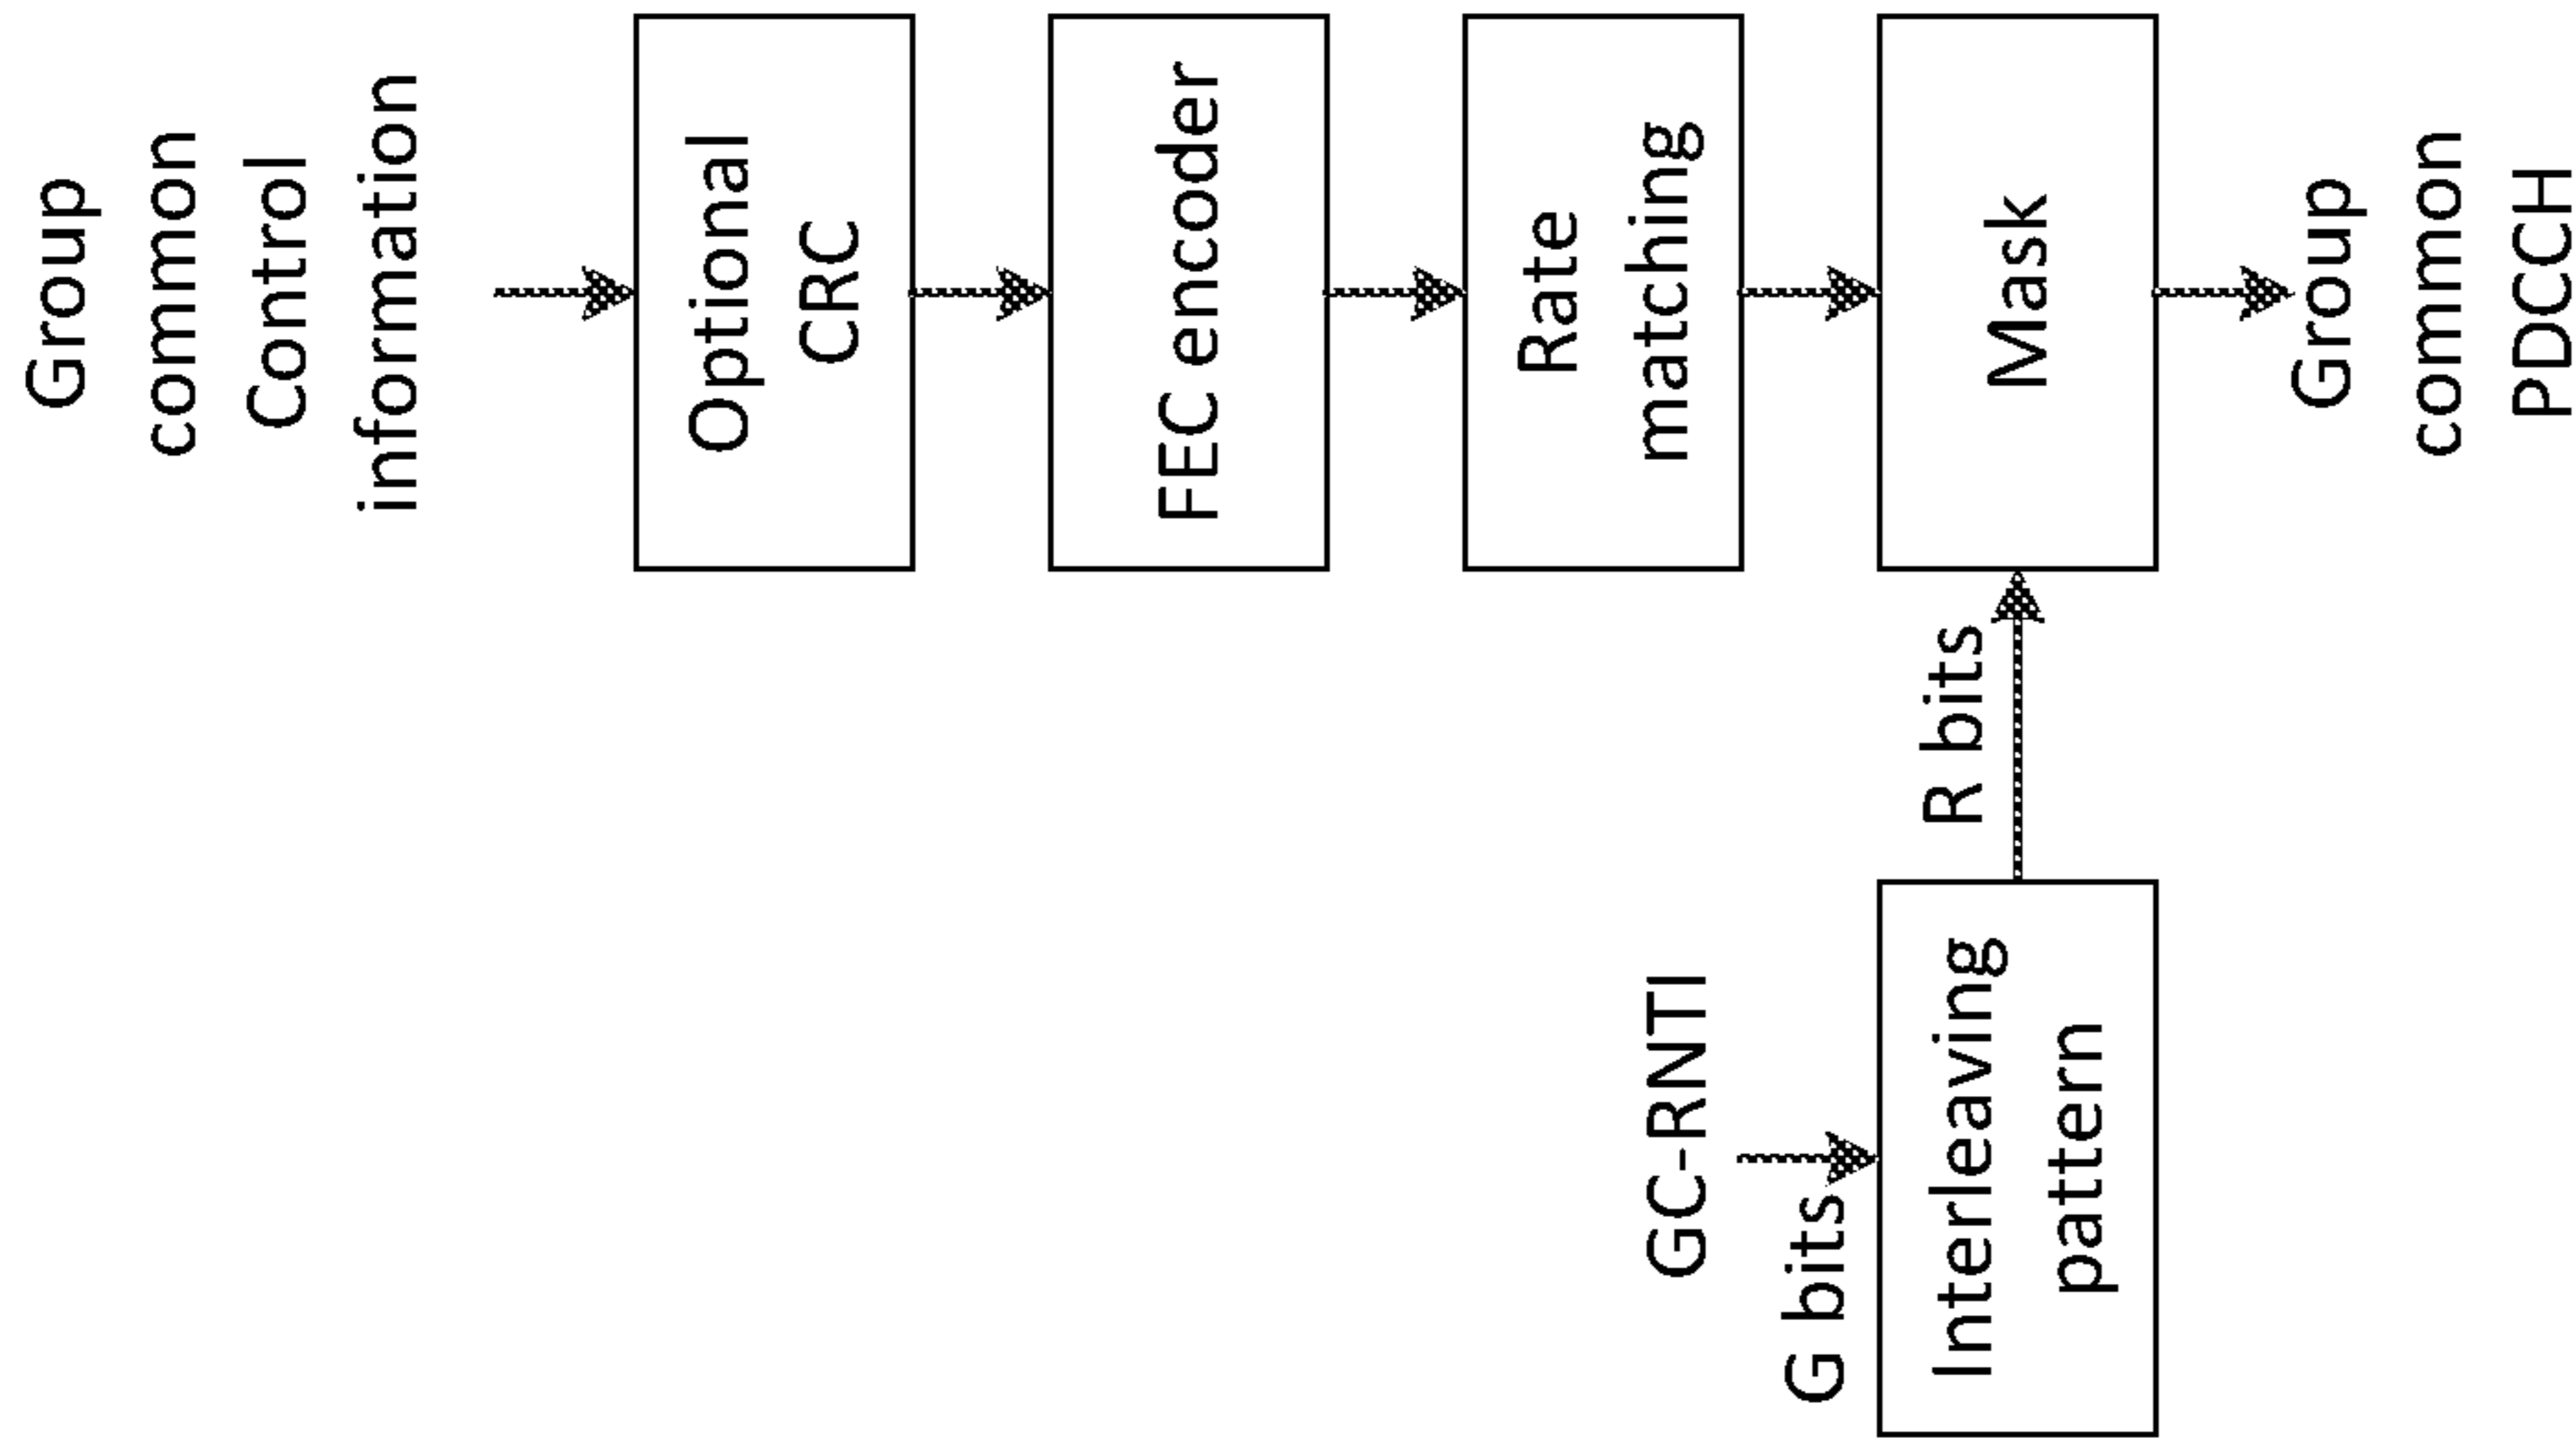 Group
common
Control
information
Optional
CRC
FEC encoder
Rate
matching
Mask
Group
common
PDCCH
GC-RNTI
G bits
Interleaving
pattern
R bits